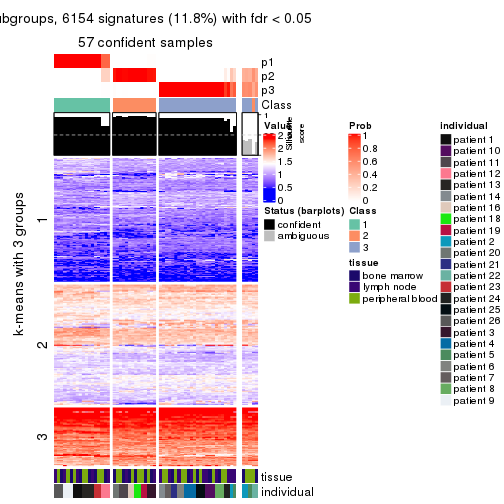 ubgroups, 6154 signatures (11.8%) with fdr < 0.05
57 confident samples
p1
p2
p3
Class
1
Silhouette
score
k-means with 3 groups
1
2
3
tissue
individual
Value
2.5
2
1.5
1
0.5
0
Status (barplots)
confident
ambiguous
Prob
1
0.8
0.6
0.4
0.2
0
Class
1
2
3
tissue
bone marrow
lymph node
peripheral blood
individual
patient 1
patient 10
patient 11
patient 12
patient 13
patient 14
patient 16
patient 18
patient 19
patient 2
patient 20
patient 21
patient 22
patient 23
patient 24
patient 25
patient 26
patient 3
patient 4
patient 5
patient 6
patient 7
patient 8
patient 9